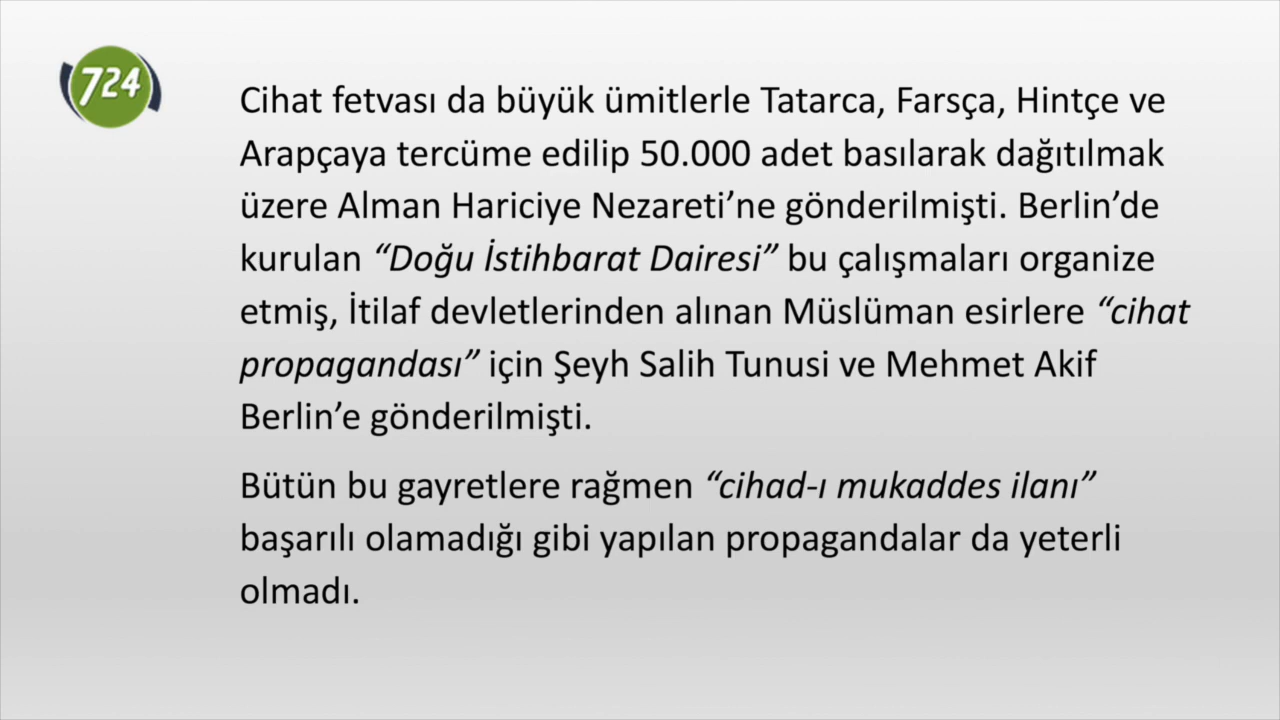 724
Cihat fetvası da büyük ümitlerle Tatarca, Farsça, Hintçe ve
Arapçaya tercüme edilip 50.000 adet basılarak dağıtılmak
üzere Alman Hariciye Nezareti’ne gönderilmişti. Berlin’de
kurulan “Doğu İstihbarat Dairesi” bu çalışmaları organize
etmiş, İtilaf devletlerinden alınan Müslüman esirlere “cihat
propagandası” için Şeyh Salih Tunusi ve Mehmet Akif
Berlin’e gönderilmişti.
Bütün bu gayretlere rağmen “cihad-ı mukaddes ilanı”
başarılı olamadığı gibi yapılan propagandalar da yeterli
olmadı.